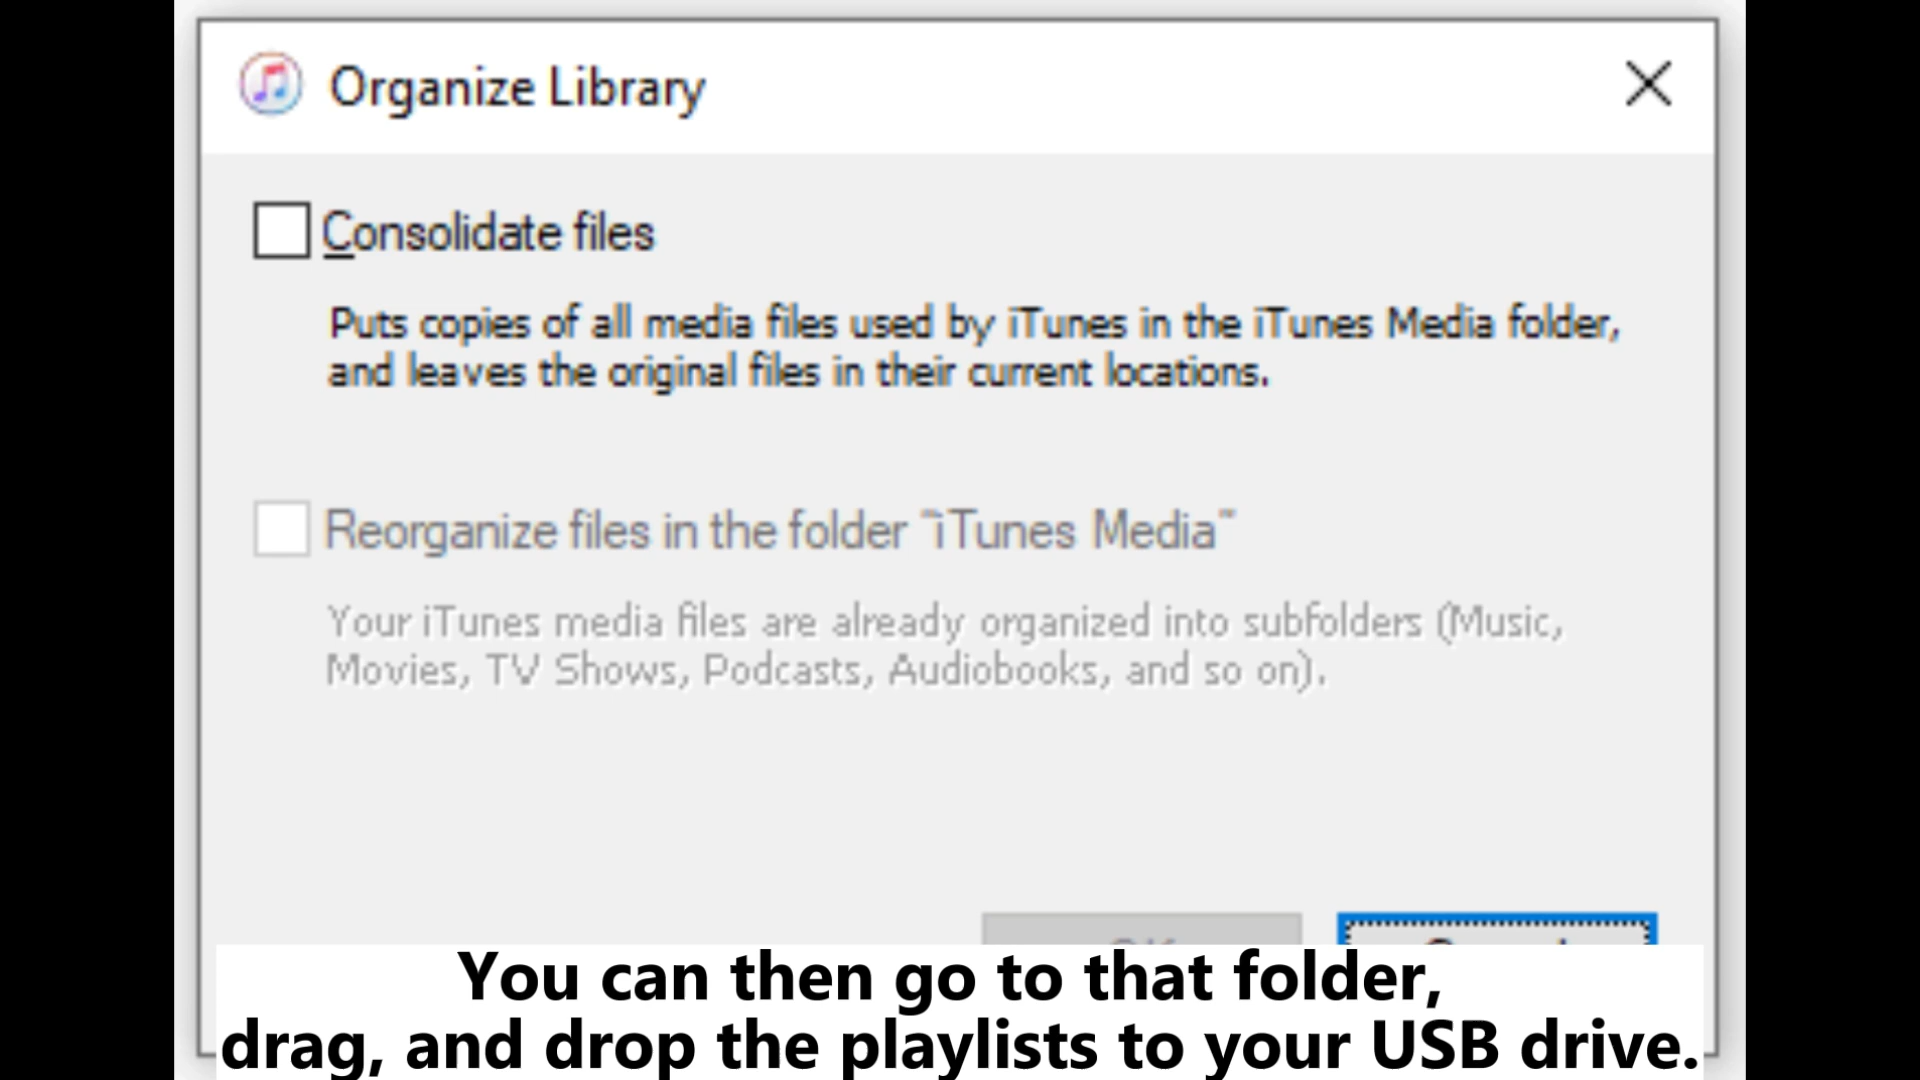 Organize Library
Consolidate files
Puts copies of all media files used by iTunes in the iTunes Media folder,
and leaves the original files in their current locations.
Reorganize files in the folder "iTunes Media"
Your iTunes media files are already organized into subfolders (Music,
Movies, TV Shows, Podcasts, Audiobooks, and so on).
You can then go to that folder,
drag, and drop the playlists to your USB drive.